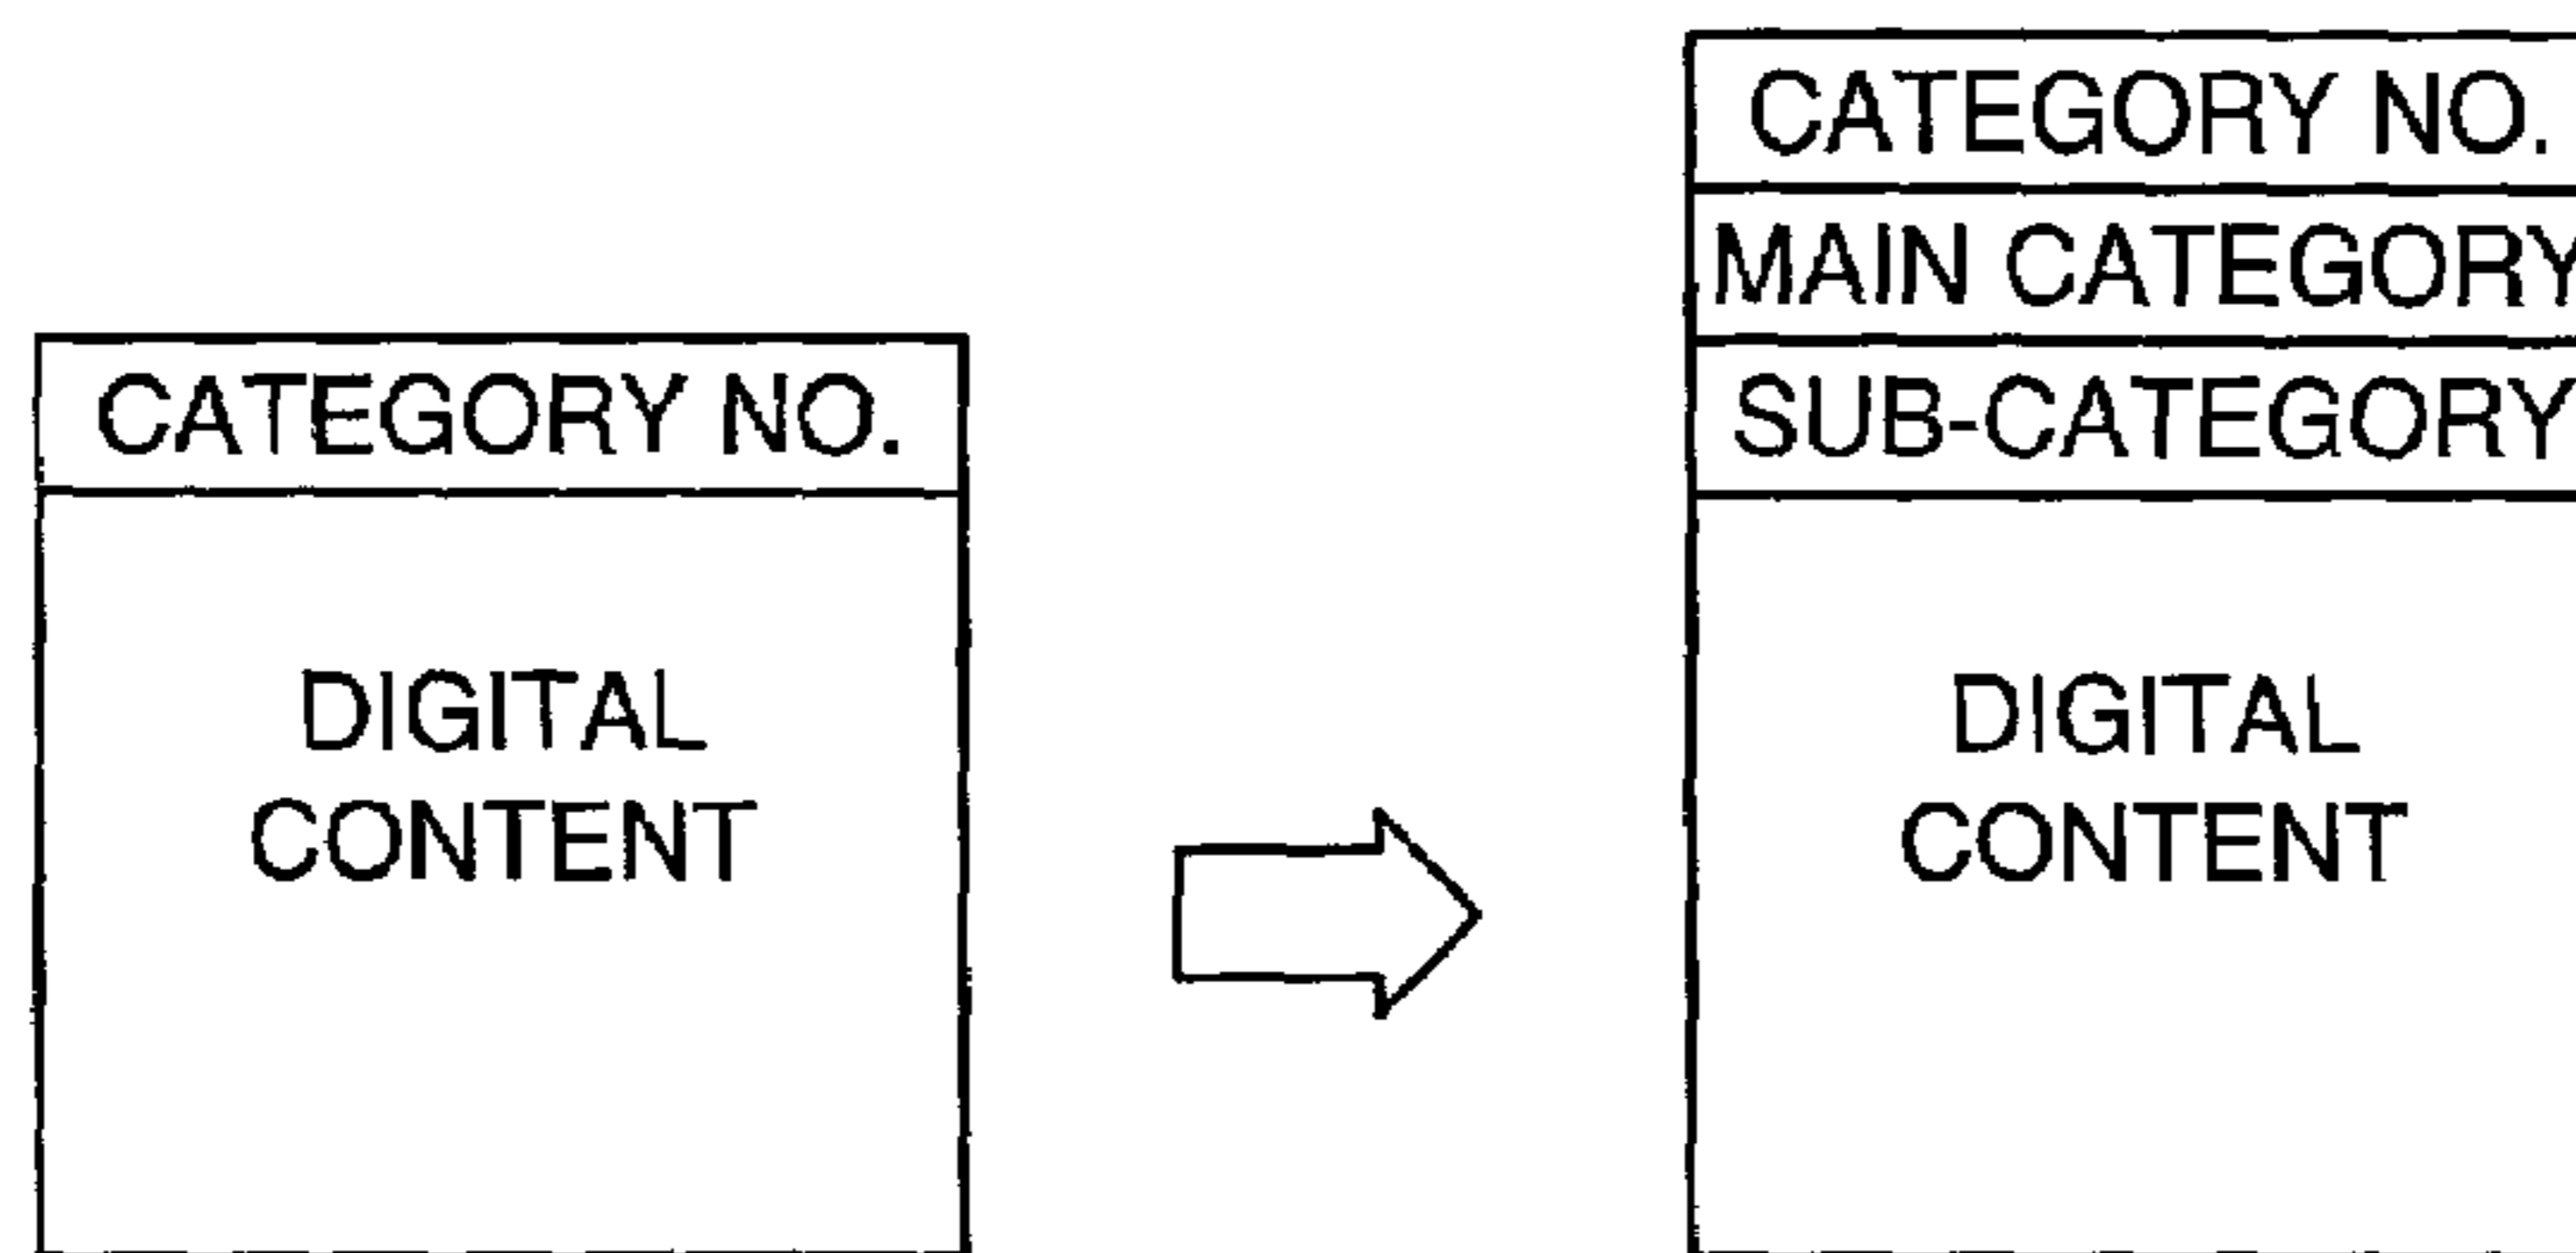 CATEGORY NO.
DIGITAL
CONTENT
CATEGORY NO.
MAIN CATEGORY
SUB-CATEGORY
DIGITAL
CONTENT